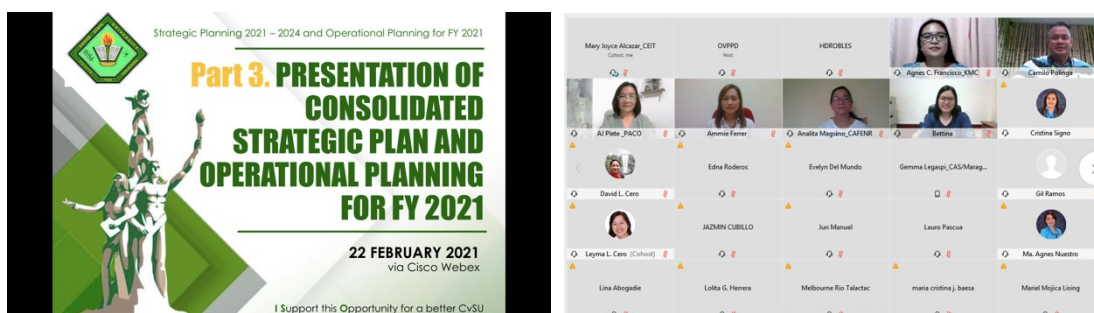 Strategic Planning 2021 – 2024 and Operational Planning for FY 2021
Part 3. PRESENTATION OF
CONSOLIDATED
STRATEGIC PLAN AND
OPERATIONAL PLANNING
FOR FY 2021
22 FEBRUARY 2021
via Cisco Webex
I Support this Opportunity for a better CvSU
Mary Joyce Alcazar_CEIT
Cohost, me
OVPPD
Host
HDROBLES
Agnes C. Francisco_KMC
Camilo Polinga
AJ Plete_PACO
Ammie Ferrer
Analita Magsino_CAFENR
Bettina
Cristina Signo
David L. Cero
Edna Roderos
Evelyn Del Mundo
Gemma Legaspi_CAS/Marag...
Gil Ramos
Leyma L. Cero (Cohost)
JAZMIN CUBILLO
Jun Manuel
Lauro Pascua
Ma. Agnes Nuestro
Lina Abogadie
Lolita G. Herrera
Melbourne Rio Talactac
maria cristina j. baesa
Mariel Mojica Lising